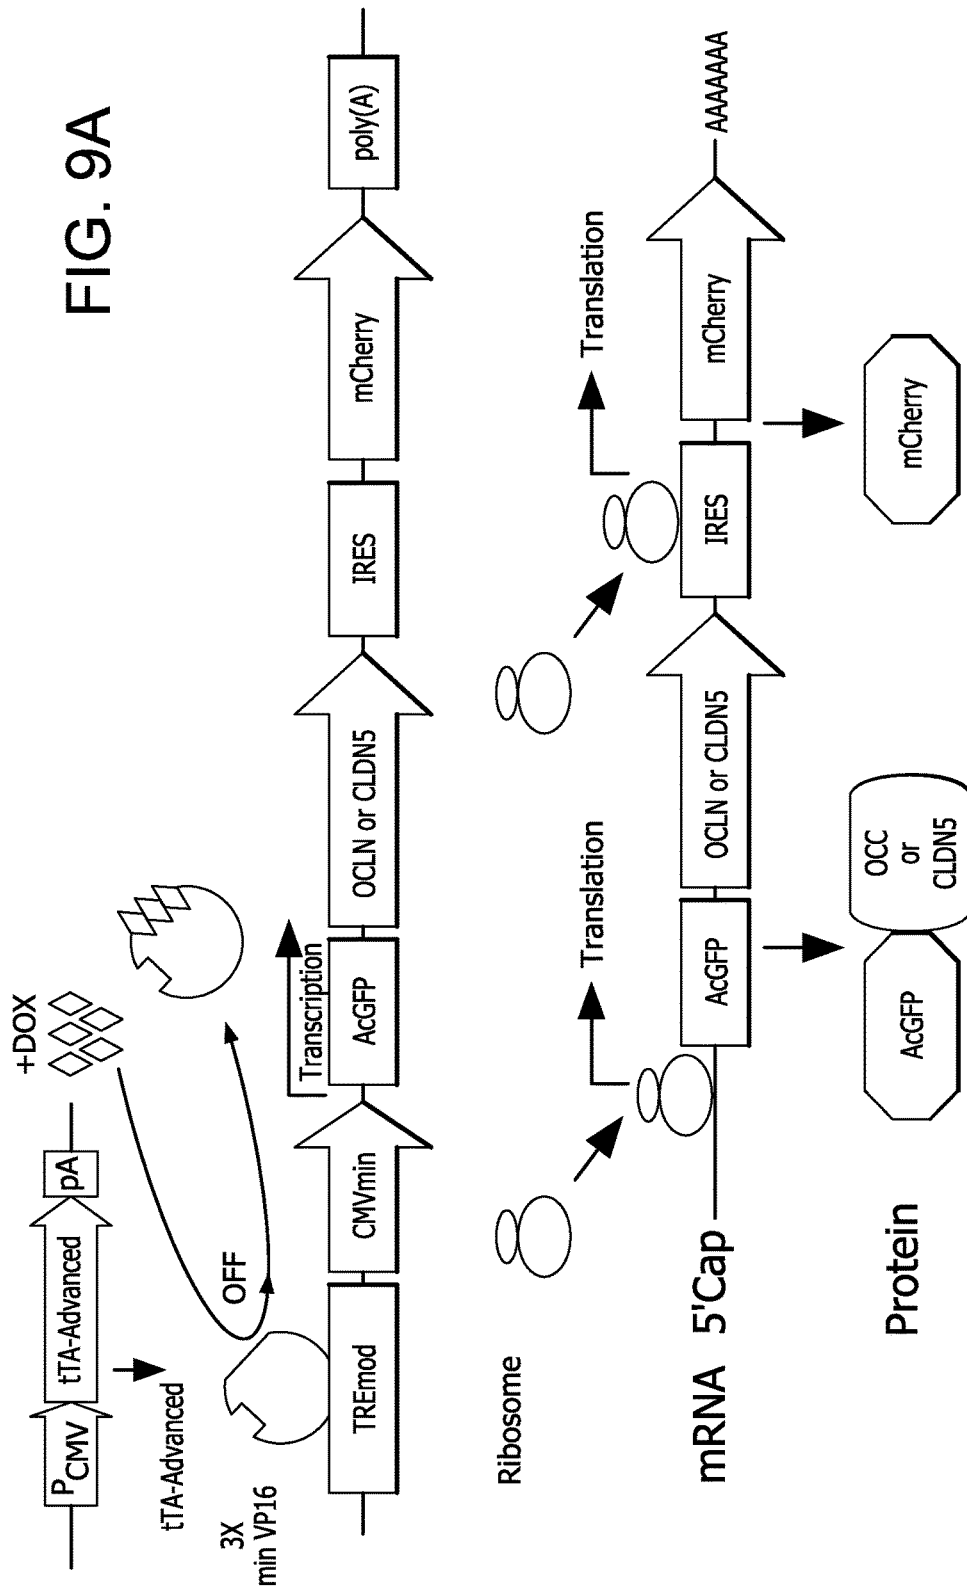 FIG. 9A
+DOX
PCMV
tTA-Advanced
pA
tTA-Advanced
OFF
3X
min VP16
Transcription
TREmod
CMVmin
AcGFP
OCLN or CLDN5
IRES
mCherry
poly(A)
Ribosome
Translation
Translation
mRNA 5'Cap
AcGFP
OCLN or CLDN5
IRES
mCherry
AAAAAAA
Protein
AcGFP
OCC
or
CLDN5
mCherry